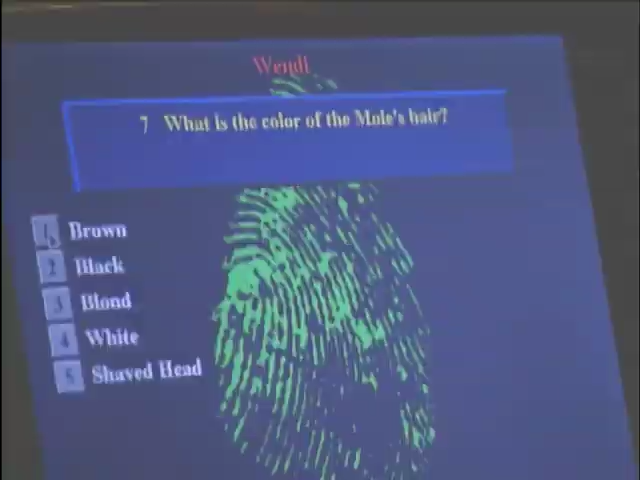 Wendi
7 What is the color of the Mole's hair?
1 Brown
2 Black
3 Blond
4 White
5 Shaved Head